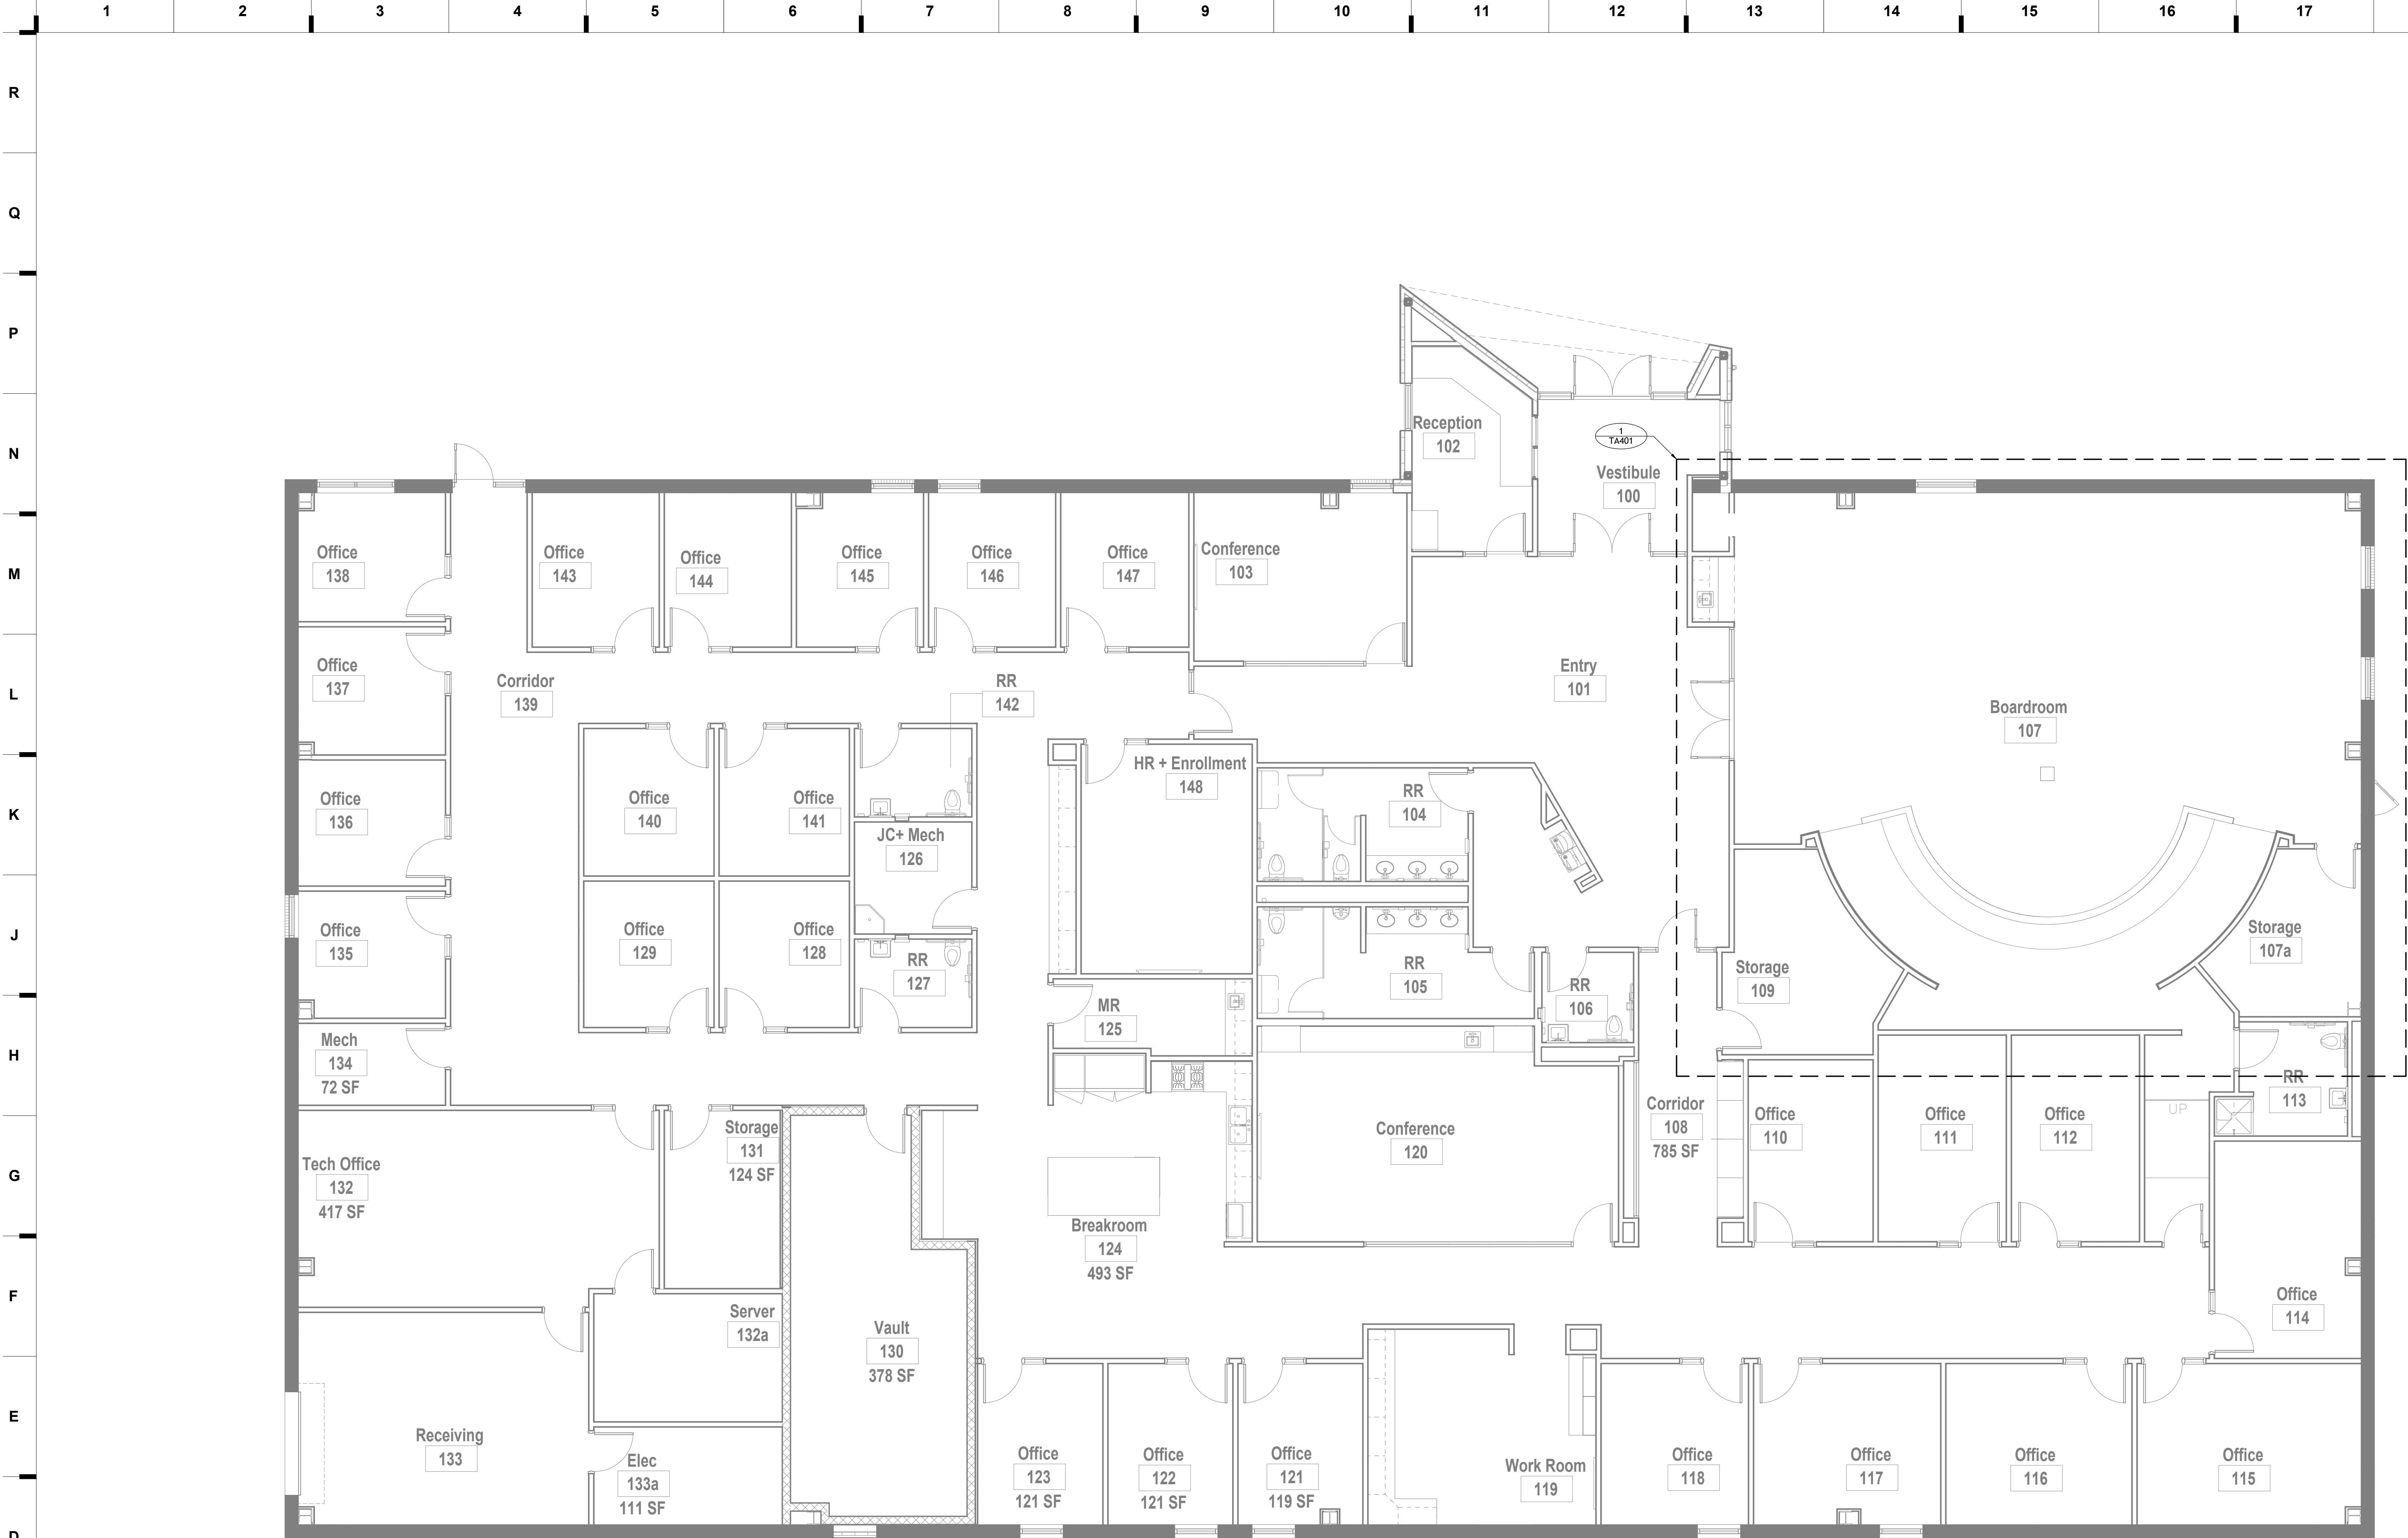 1 2 3 4 5 6 7 8 9 10 11 12 13 14 15 16 17
R
Q
P
N
M
L
K
J
H
G
F
E
D
Reception
102
1
TA401
Vestibule
100
Office
138
Office
143
Office
144
Office
145
Office
146
Office
147
Conference
103
Office
137
Corridor
139
RR
142
Entry
101
Boardroom
107
Office
136
Office
140
Office
141
JC+ Mech
126
HR + Enrollment
148
RR
104
Office
135
Office
129
Office
128
RR
127
RR
105
RR
106
Storage
109
Storage
107a
Mech
134
72 SF
MR
125
Tech Office
132
417 SF
Storage
131
124 SF
Breakroom
124
493 SF
Conference
120
Corridor
108
785 SF
Office
110
Office
111
Office
112
UP
RR
113
Office
114
Server
132a
Vault
130
378 SF
Receiving
133
Elec
133a
111 SF
Office
123
121 SF
Office
122
121 SF
Office
121
119 SF
Work Room
119
Office
118
Office
117
Office
116
Office
115